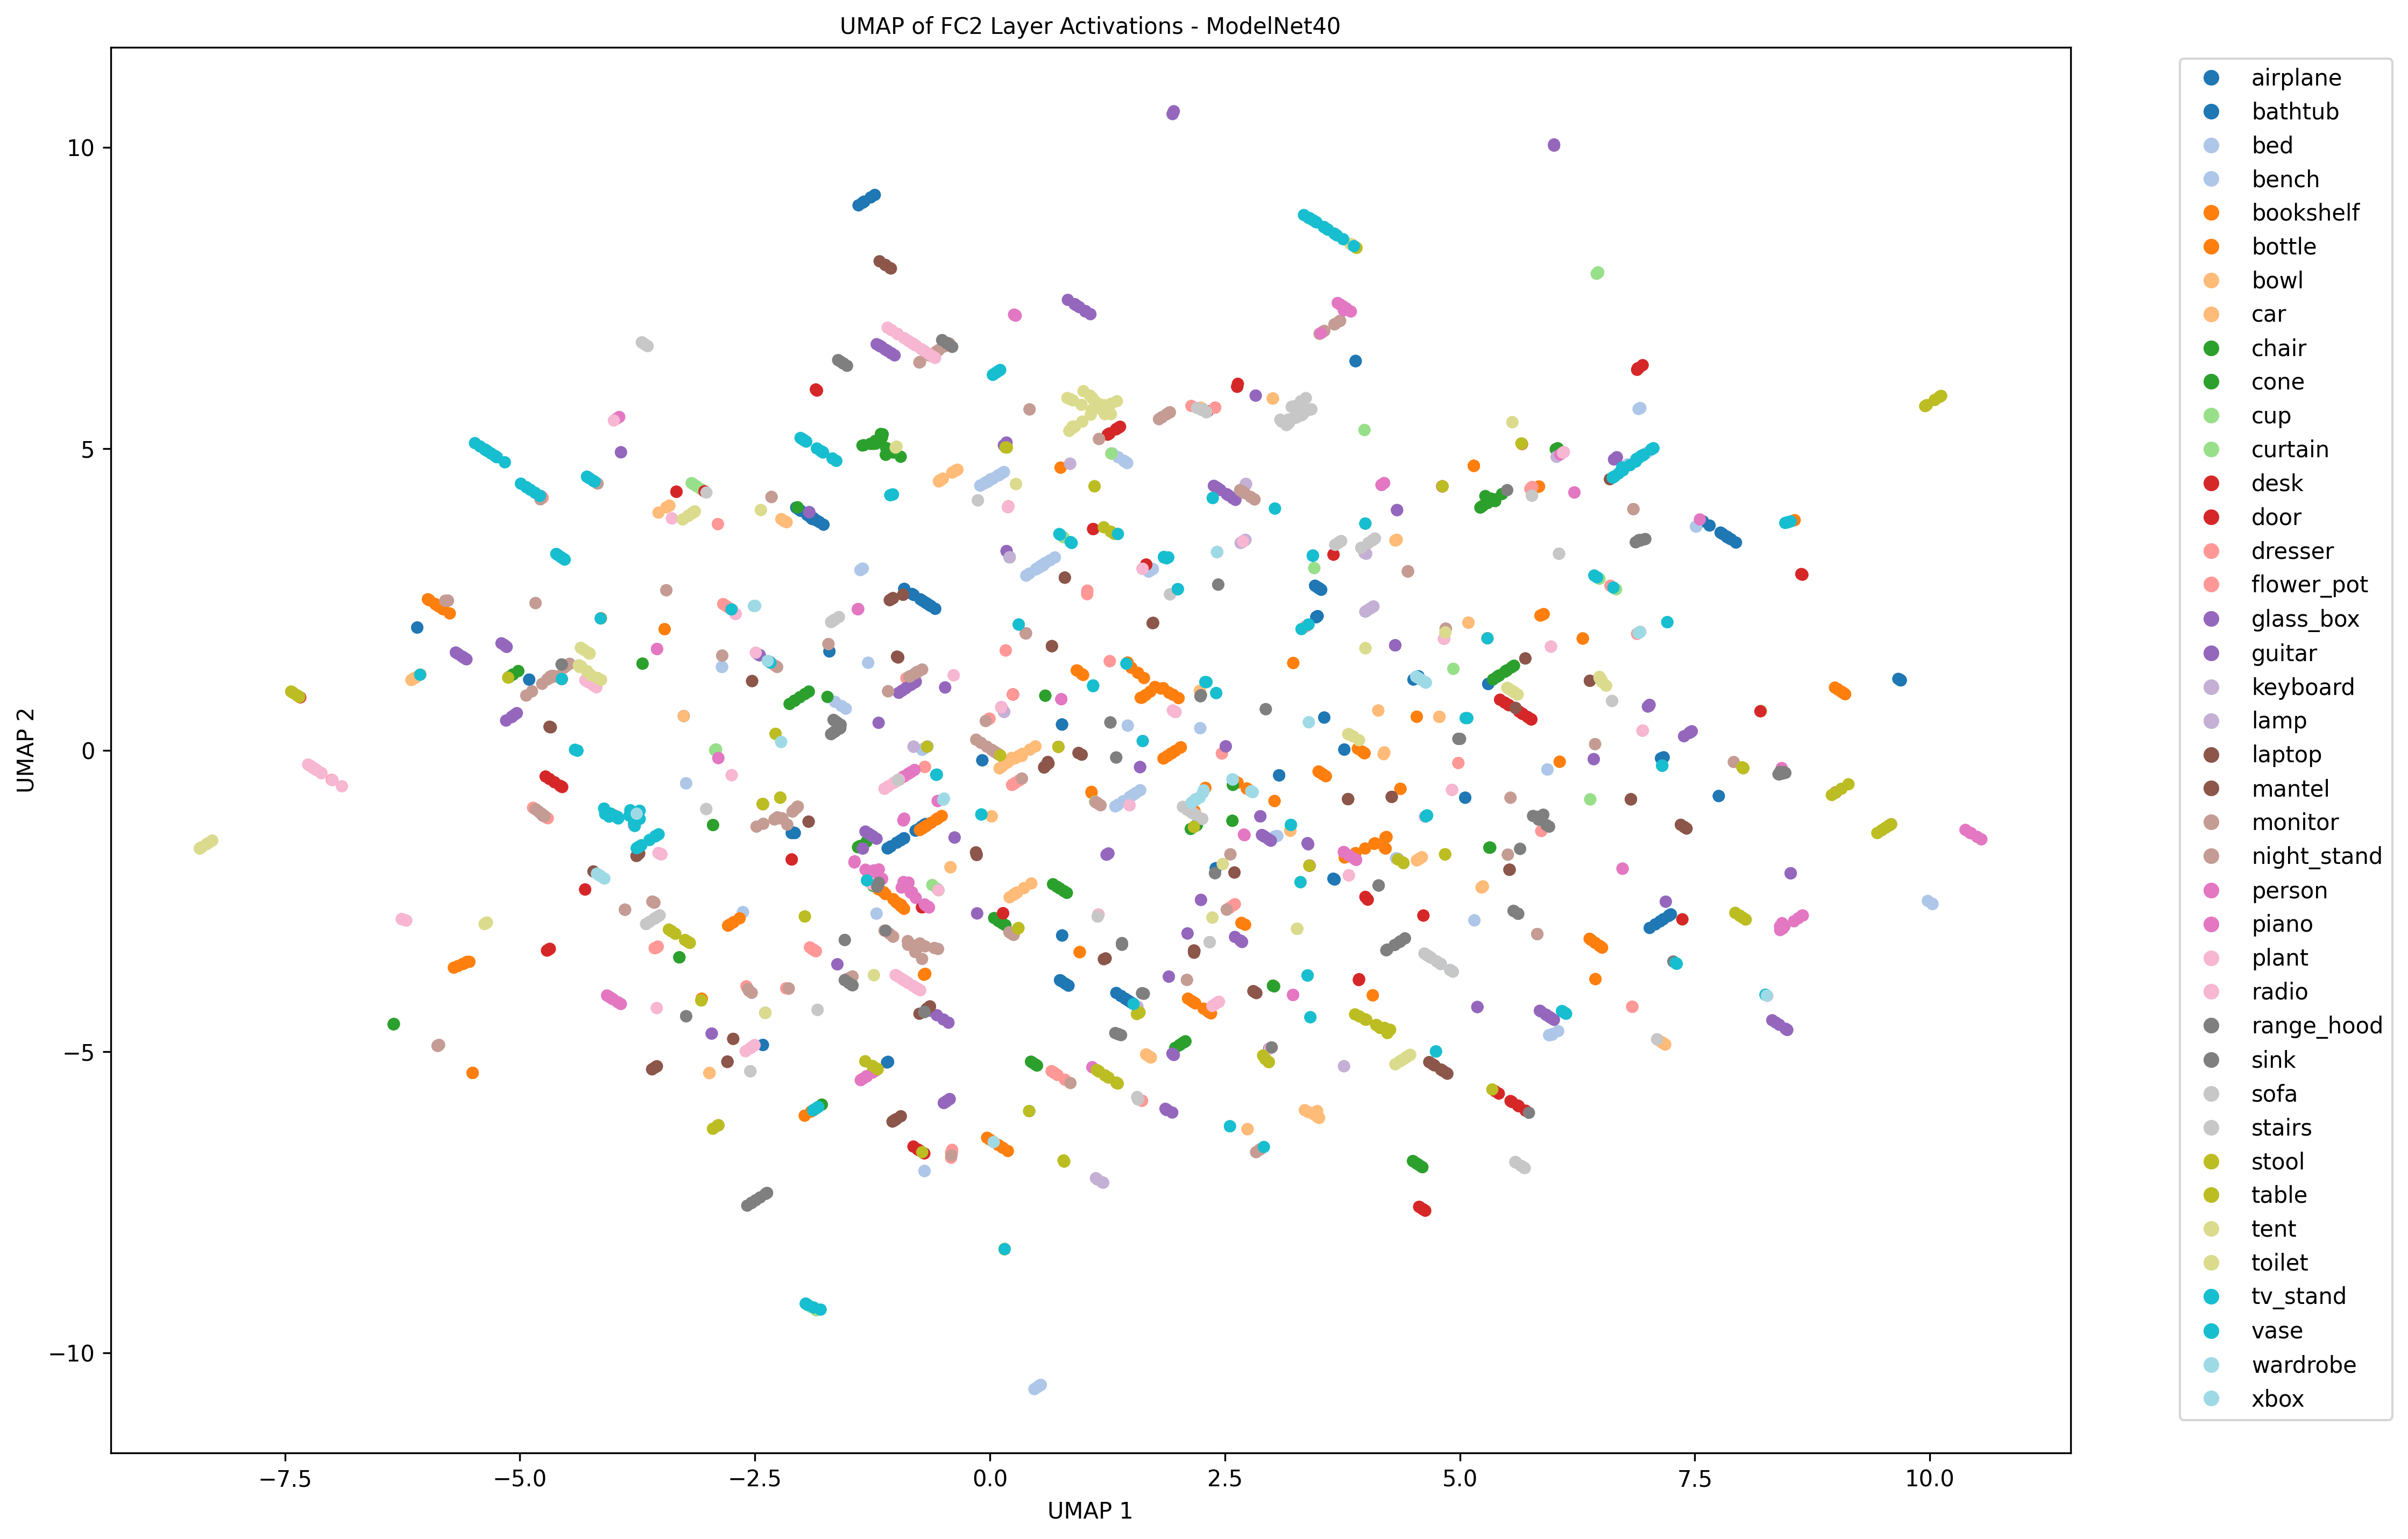 UMAP of FC2 Layer Activations - ModelNet40
10
5
0
−5
−10
UMAP 2
−7.5
−5.0
−2.5
0.0
2.5
5.0
7.5
10.0
UMAP 1
airplane
bathtub
bed
bench
bookshelf
bottle
bowl
car
chair
cone
cup
curtain
desk
door
dresser
flower_pot
glass_box
guitar
keyboard
lamp
laptop
mantel
monitor
night_stand
person
piano
plant
radio
range_hood
sink
sofa
stairs
stool
table
tent
toilet
tv_stand
vase
wardrobe
xbox